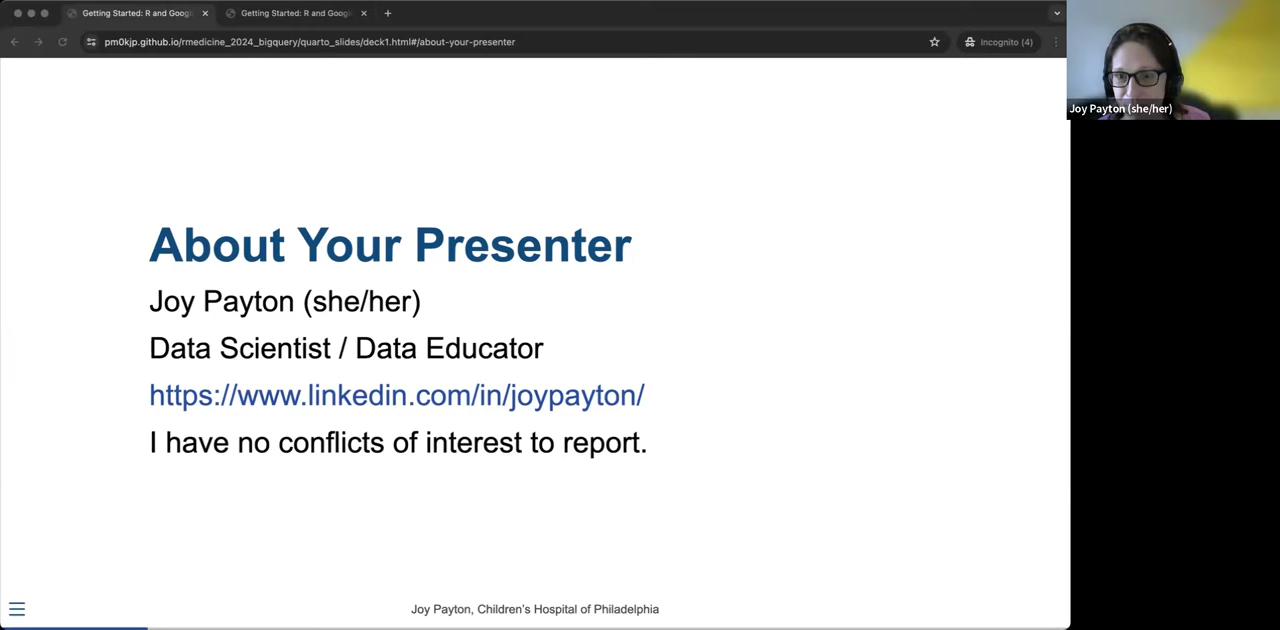 Getting Started: R and Goog
Getting Started: R and Goog
pm0kjp.github.io/rmedicine_2024_bigquery/quarto_slides/deck1.html#/about-your-presenter
Incognito (4)
Joy Payton (she/her)
About Your Presenter
Joy Payton (she/her)
Data Scientist / Data Educator
https://www.linkedin.com/in/joypayton/
I have no conflicts of interest to report.
Joy Payton, Children's Hospital of Philadelphia